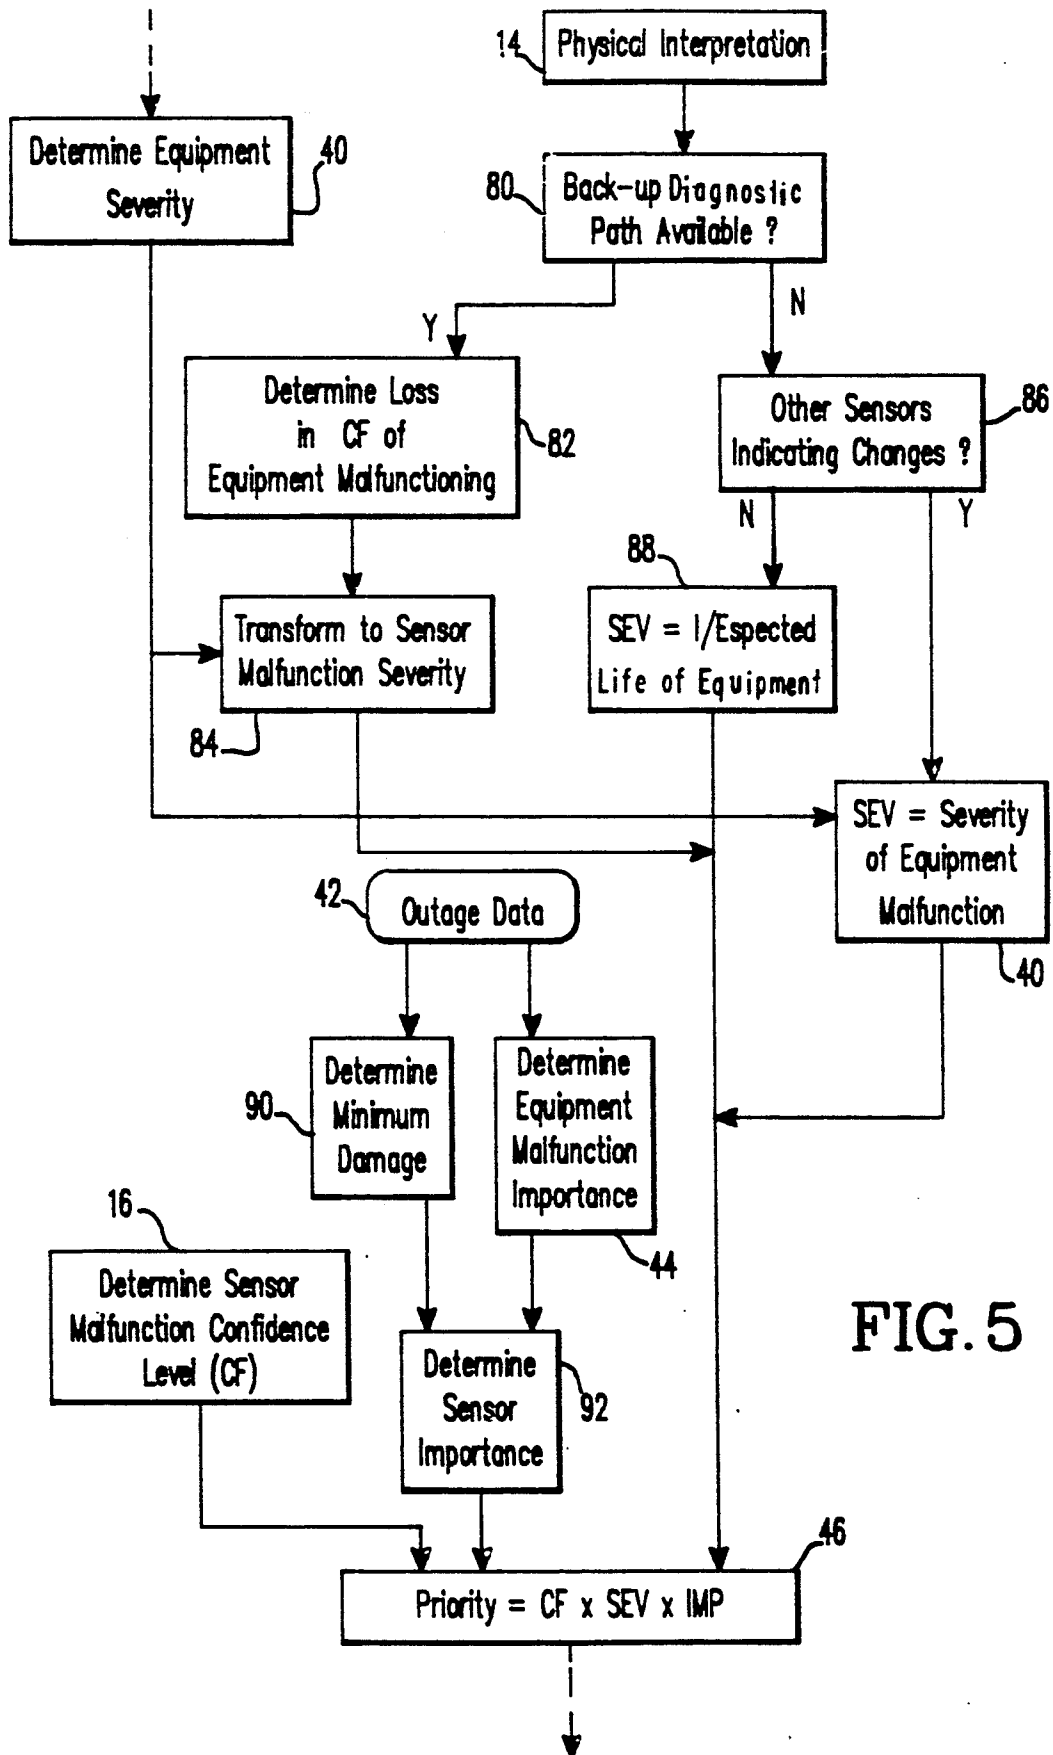 14
Physical Interpretation
Determine Equipment
Severity
40
80
Back-up Diagnostic
Path Available ?
Y
N
Determine Loss
in CF of
Equipment Malfunctioning
82
Other Sensors
Indicating Changes ?
86
N
Y
88
Transform to Sensor
Malfunction Severity
84
SEV = 1/Espected
Life of Equipment
SEV = Severity
of Equipment
Malfunction
40
42
Outage Data
90
Determine
Minimum
Damage
Determine
Equipment
Malfunction
Importance
44
16
Determine Sensor
Malfunction Confidence
Level (CF)
Determine
Sensor
Importance
92
FIG. 5
46
Priority = CF x SEV x IMP